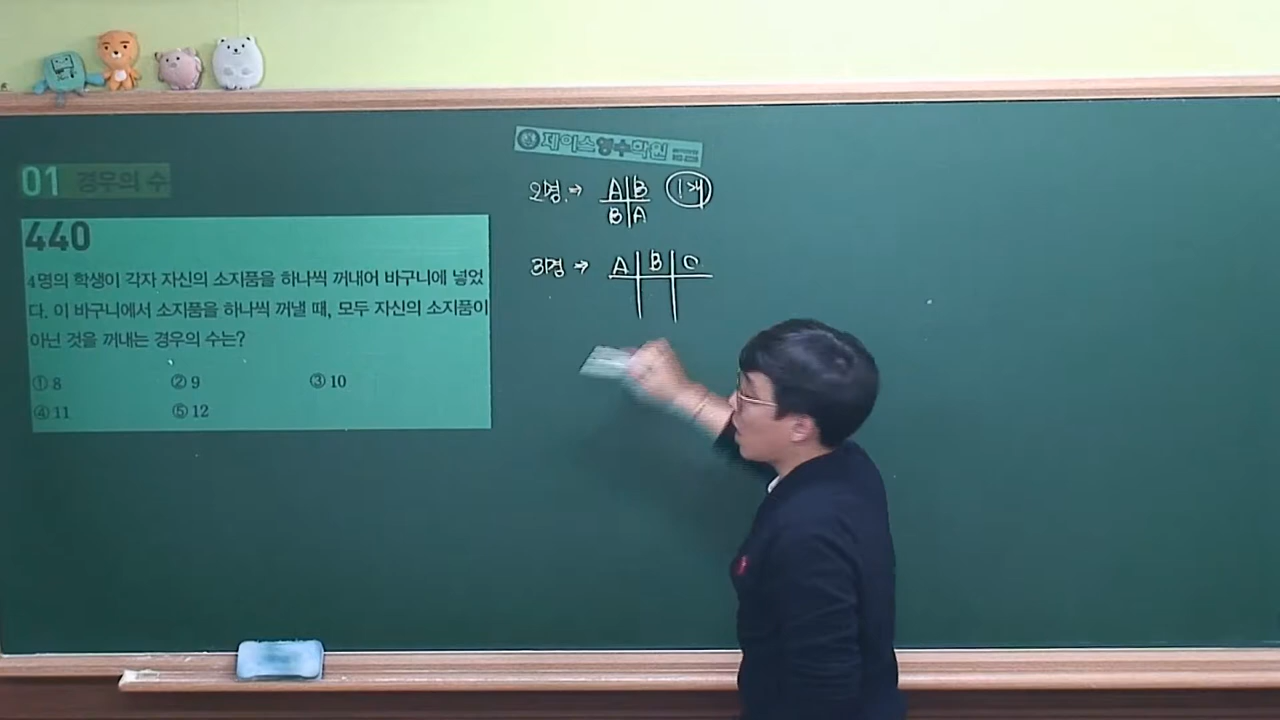 제이스영수학원
01 경우의 수
440
4명의 학생이 각자 자신의 소지품을 하나씩 꺼내어 바구니에 넣었
다. 이 바구니에서 소지품을 하나씩 꺼낼 때, 모두 자신의 소지품이
아닌 것을 꺼내는 경우의 수는?
① 8 ② 9 ③ 10
④ 11 ⑤ 12
2명 → A B 1개
B A
3명 → A B C